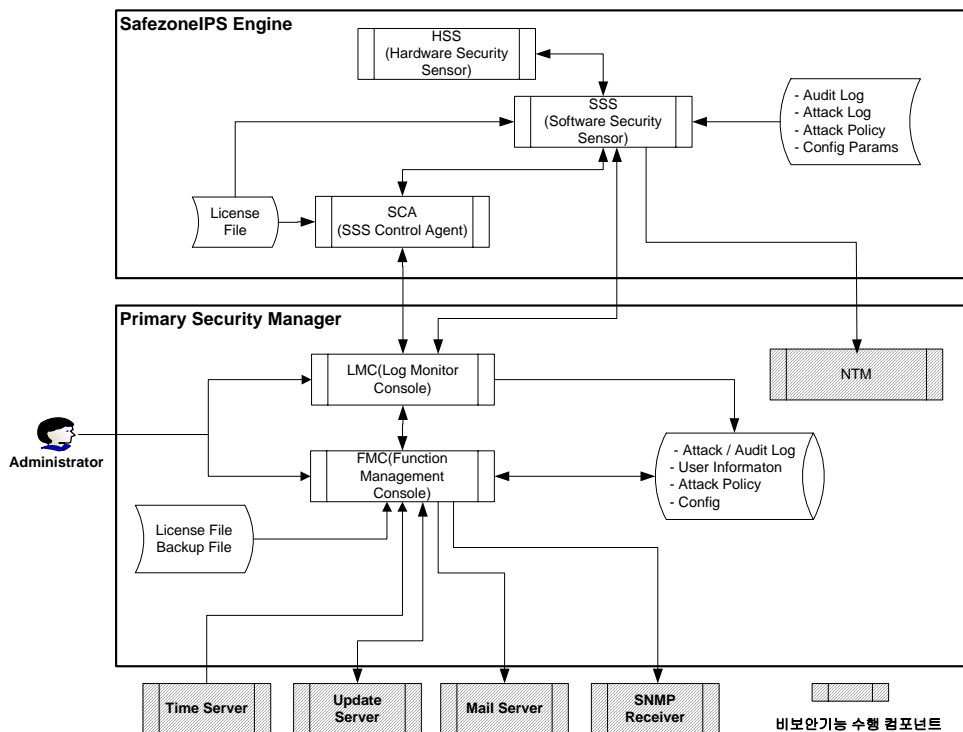 SafezoneIPS Engine
HSS
(Hardware Security
Sensor)
SSS
(Software Security
Sensor)
- Audit Log
- Attack Log
- Attack Policy
- Config Params
License
File
SCA
(SSS Control Agent)
Primary Security Manager
LMC(Log Monitor
Console)
NTM
Administrator
FMC(Function
Management
Console)
- Attack / Audit Log
- User Informaton
- Attack Policy
- Config
License File
Backup File
Time Server
Update
Server
Mail Server
SNMP
Receiver
비보안기능 수행 컴포넌트